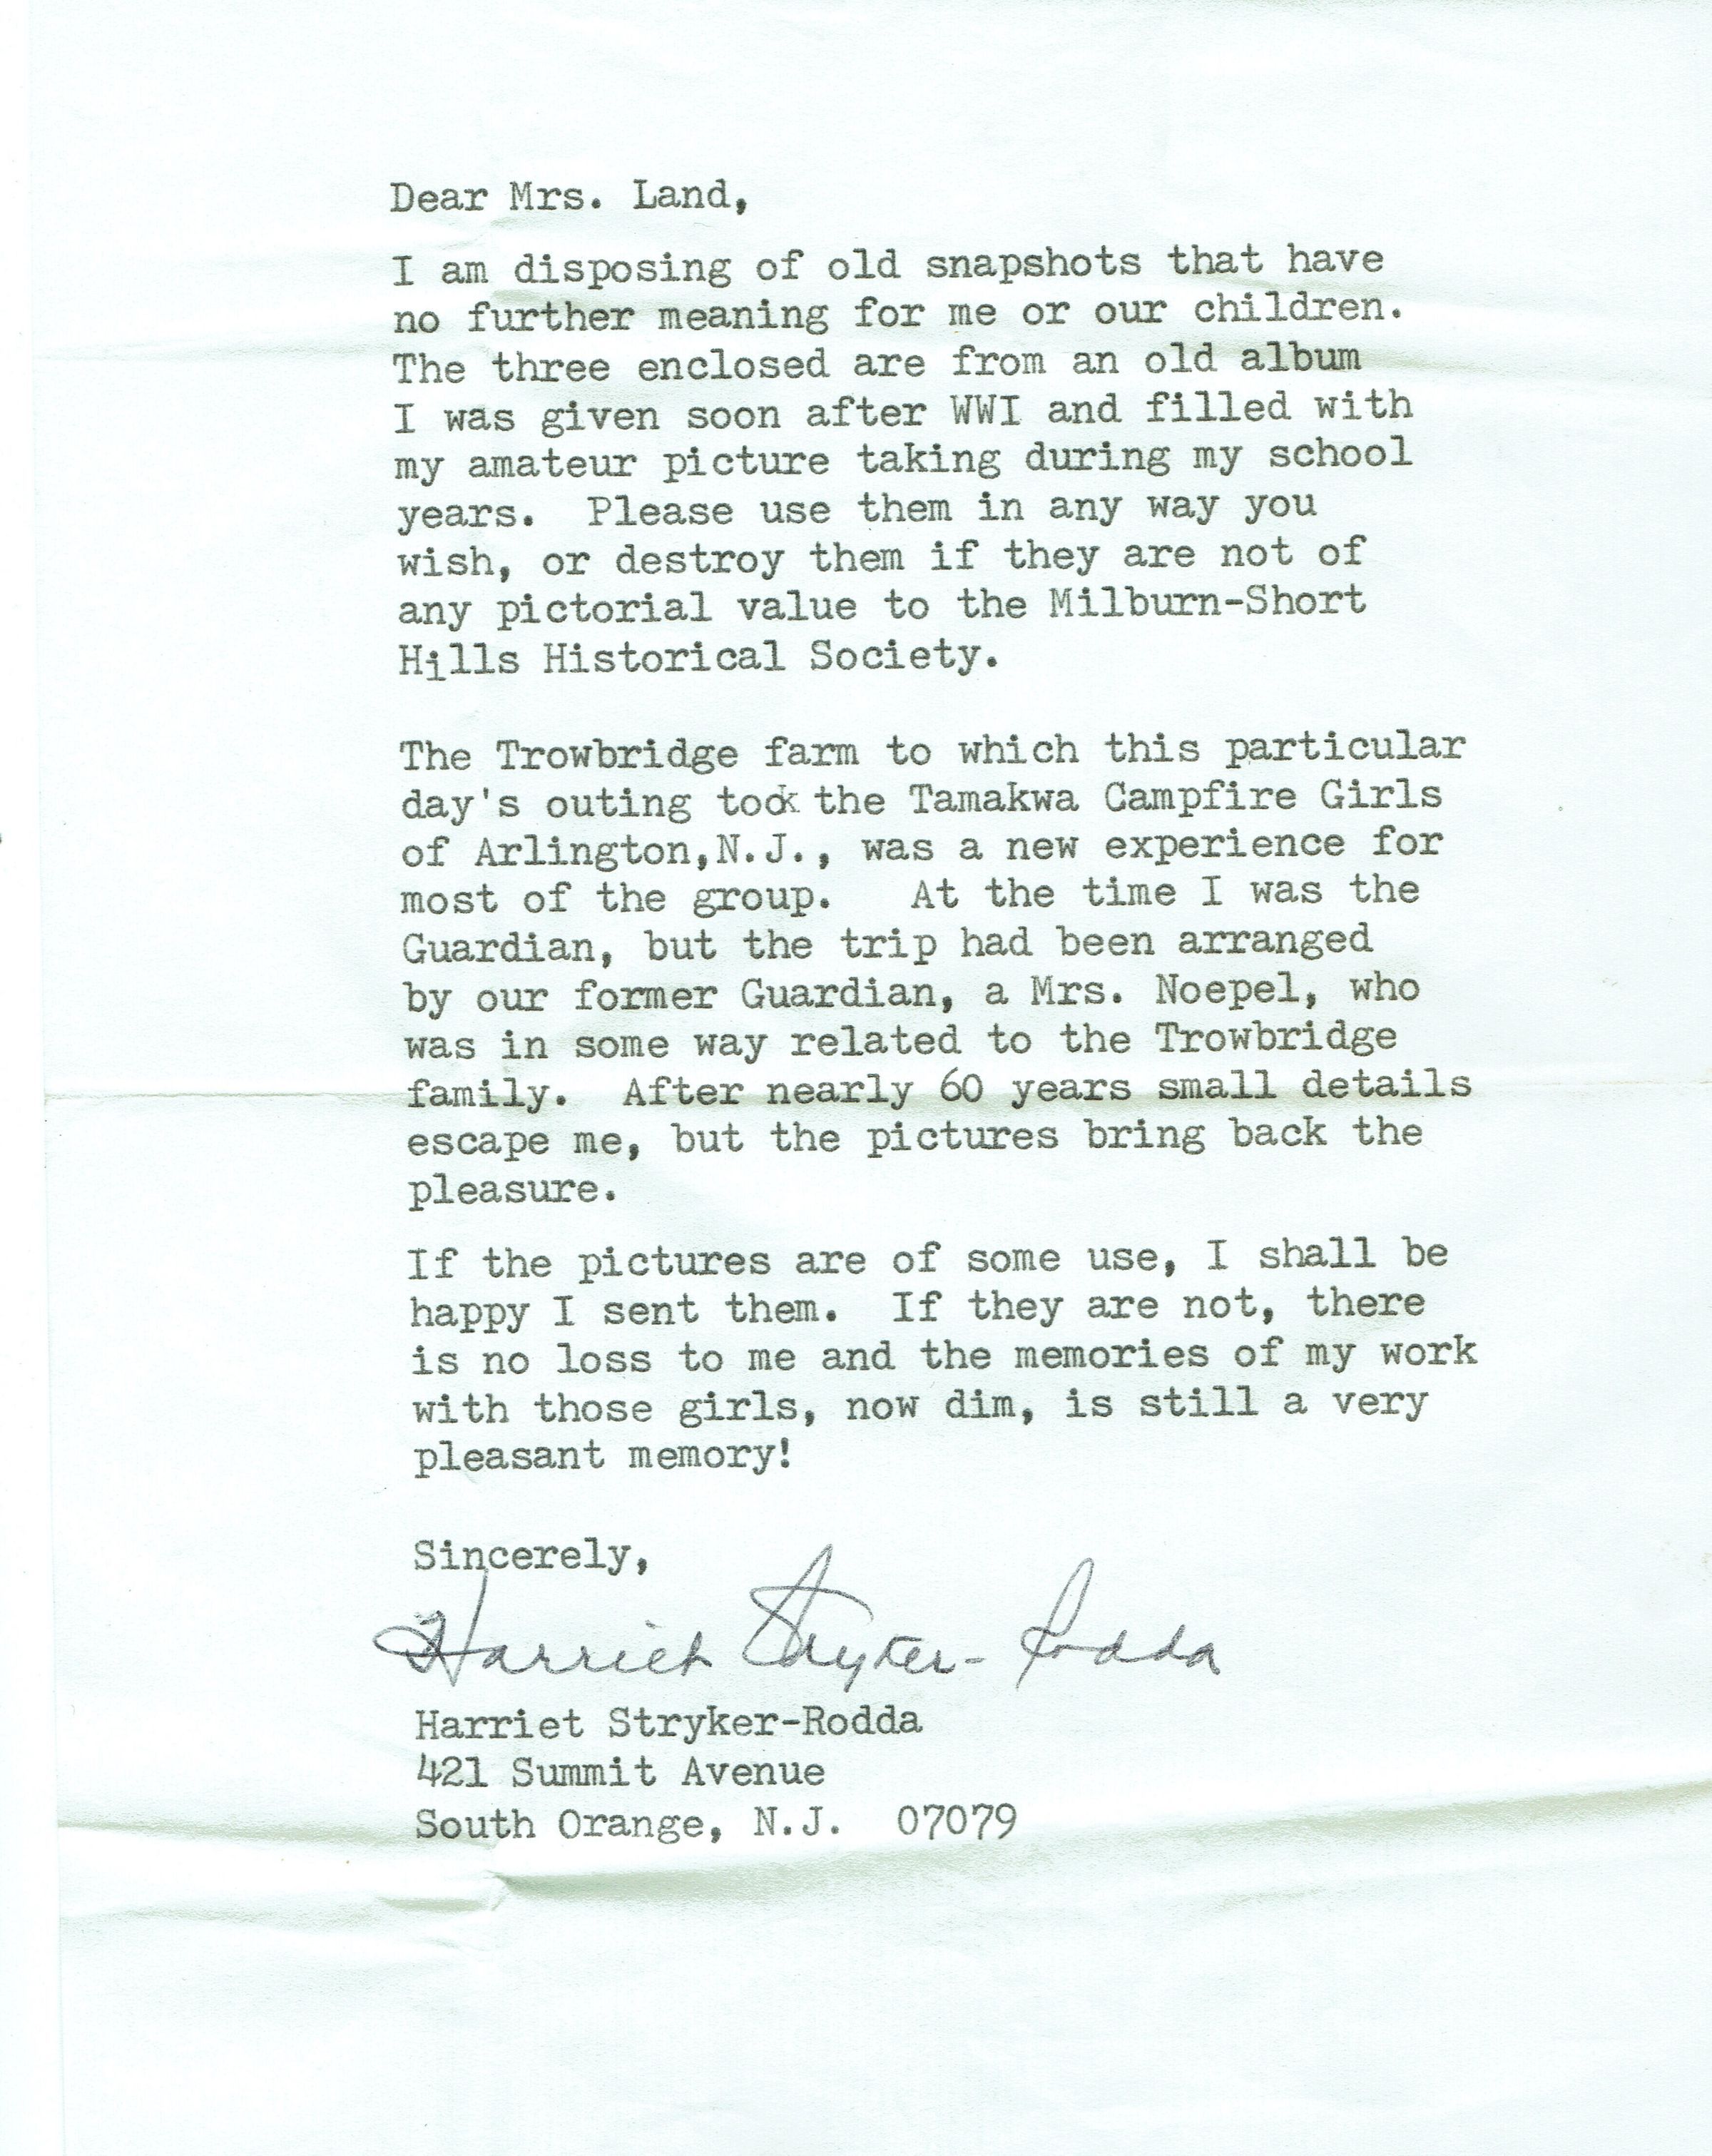 Dear Mrs. Land,
I am disposing of old snapshots that have
no further meaning for me or our children.
The three enclosed are from an old album
I was given soon after WWI and filled with
my amateur picture taking during my school
years.  Please use them in any way you
wish, or destroy them if they are not of
any pictorial value to the Milburn-Short
Hills Historical Society.
The Trowbridge farm to which this particular
day's outing took the Tamakwa Campfire Girls
of Arlington,N.J., was a new experience for
most of the group.   At the time I was the
Guardian, but the trip had been arranged
by our former Guardian, a Mrs. Noepel, who
was in some way related to the Trowbridge
family.  After nearly 60 years small details
escape me, but the pictures bring back the
pleasure.
If the pictures are of some use, I shall be
happy I sent them.  If they are not, there
is no loss to me and the memories of my work
with those girls, now dim, is still a very
pleasant memory!
Sincerely,
Harriet Stryker-Rodda
Harriet Stryker-Rodda
421 Summit Avenue
South Orange, N.J.  07079